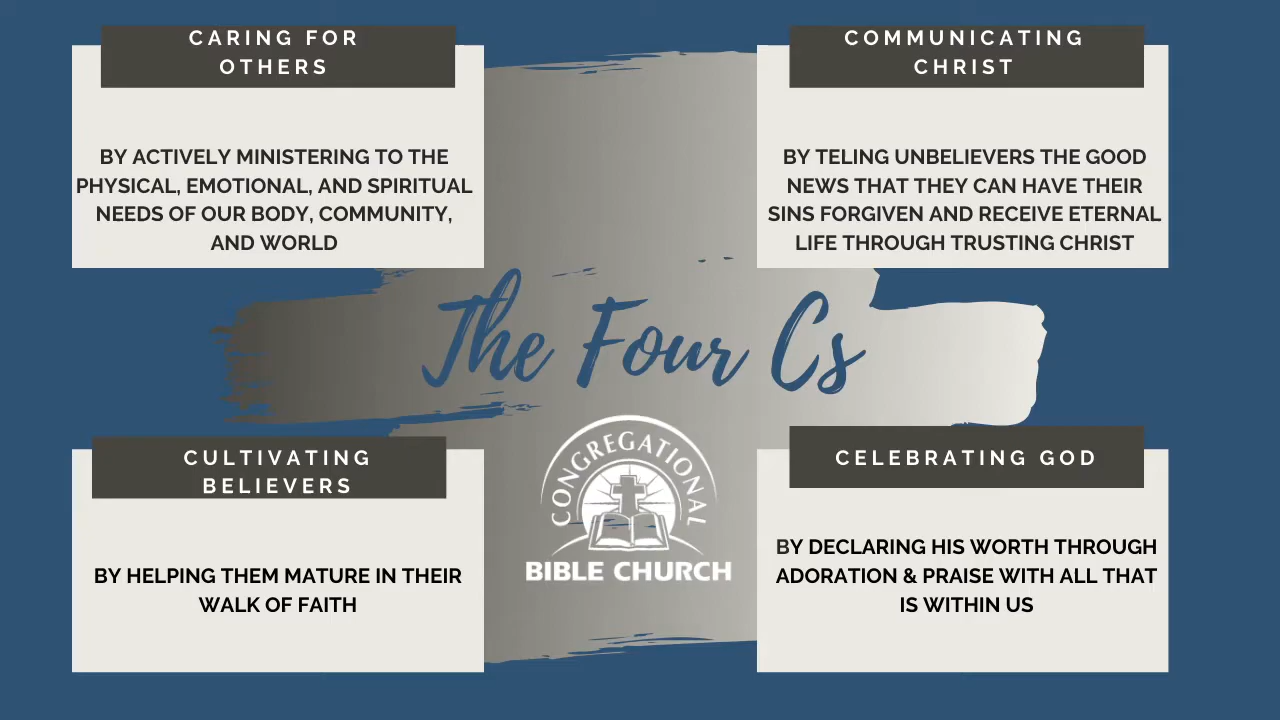 CARING FOR
OTHERS
BY ACTIVELY MINISTERING TO THE
PHYSICAL, EMOTIONAL, AND SPIRITUAL
NEEDS OF OUR BODY, COMMUNITY,
AND WORLD
COMMUNICATING
CHRIST
BY TELING UNBELIEVERS THE GOOD
NEWS THAT THEY CAN HAVE THEIR
SINS FORGIVEN AND RECEIVE ETERNAL
LIFE THROUGH TRUSTING CHRIST
The Four Cs
CULTIVATING
BELIEVERS
BY HELPING THEM MATURE IN THEIR
WALK OF FAITH
CONGREGATIONAL
BIBLE CHURCH
CELEBRATING GOD
BY DECLARING HIS WORTH THROUGH
ADORATION & PRAISE WITH ALL THAT
IS WITHIN US